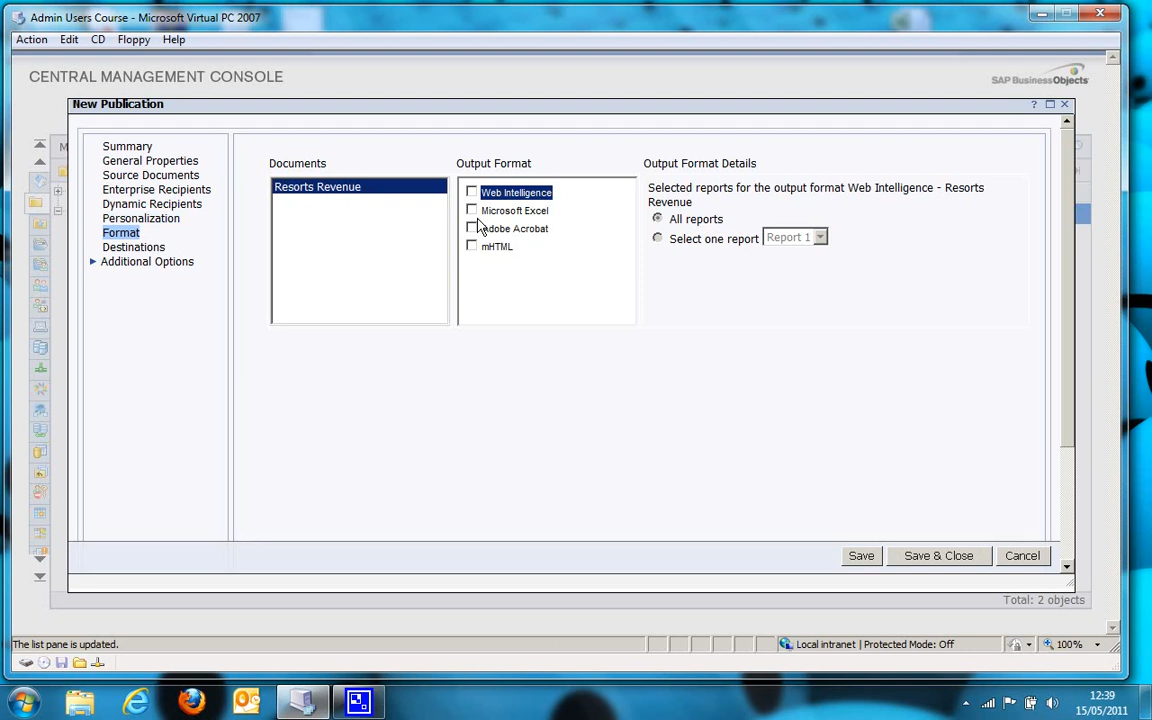 Admin Users Course - Microsoft Virtual PC 2007
Action Edit CD Floppy Help
CENTRAL MANAGEMENT CONSOLE
SAP BusinessObjects
New Publication
?
M
Summary
General Properties
Source Documents
Enterprise Recipients
Dynamic Recipients
Personalization
Format
Destinations
Additional Options
Documents
Resorts Revenue
Output Format
Web Intelligence
Microsoft Excel
Adobe Acrobat
mHTML
Output Format Details
Selected reports for the output format Web Intelligence - Resorts
Revenue
All reports
Select one report Report 1
Save Save & Close Cancel
Total: 2 objects
The list pane is updated.
Local intranet | Protected Mode: Off
100%
12:39
15/05/2011